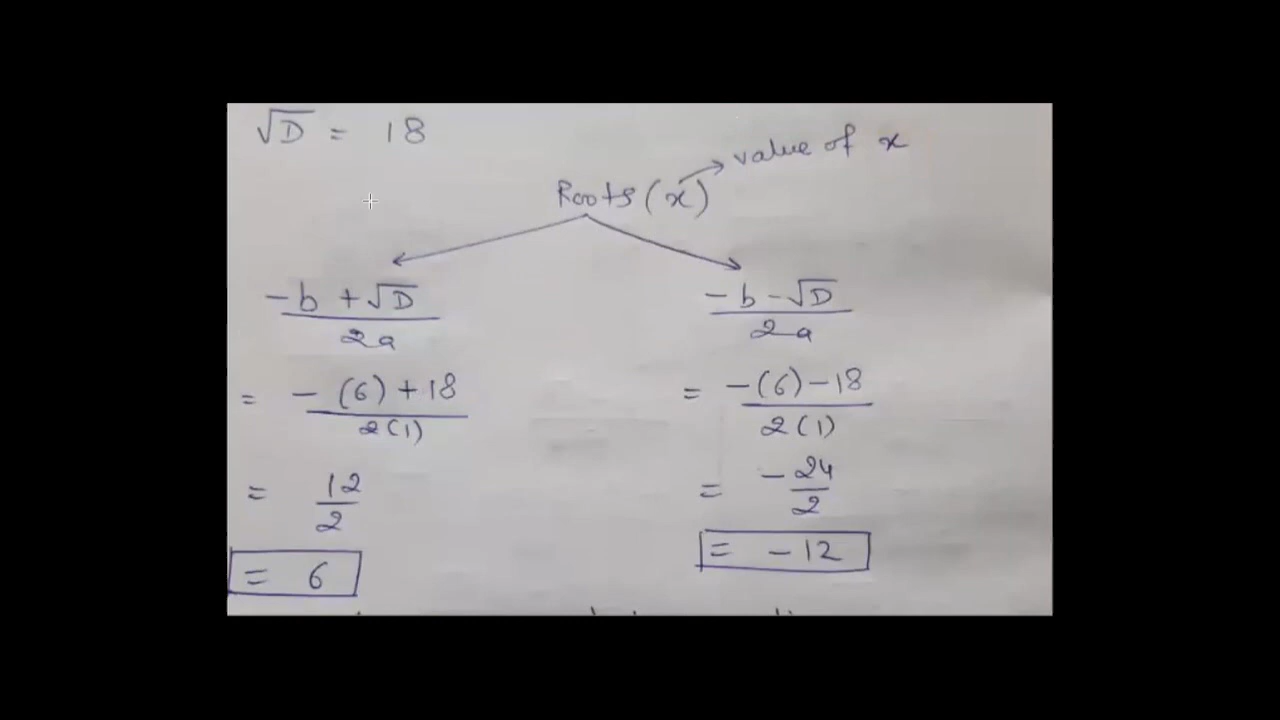 √D = 18
Roots (x) → value of x
-b + √D / 2a
= -(6) + 18 / 2(1)
= 12 / 2
= 6
-b - √D / 2a
= -(6) - 18 / 2(1)
= -24 / 2
= -12